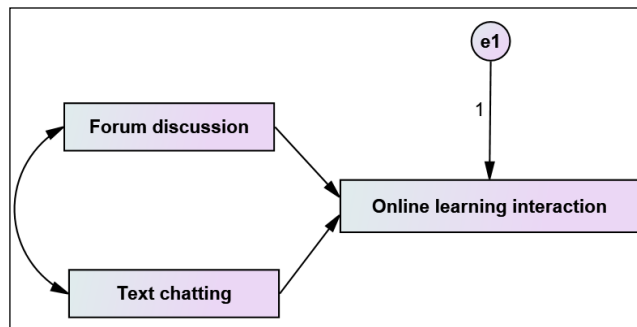 e1
1
Forum discussion
Online learning interaction
Text chatting